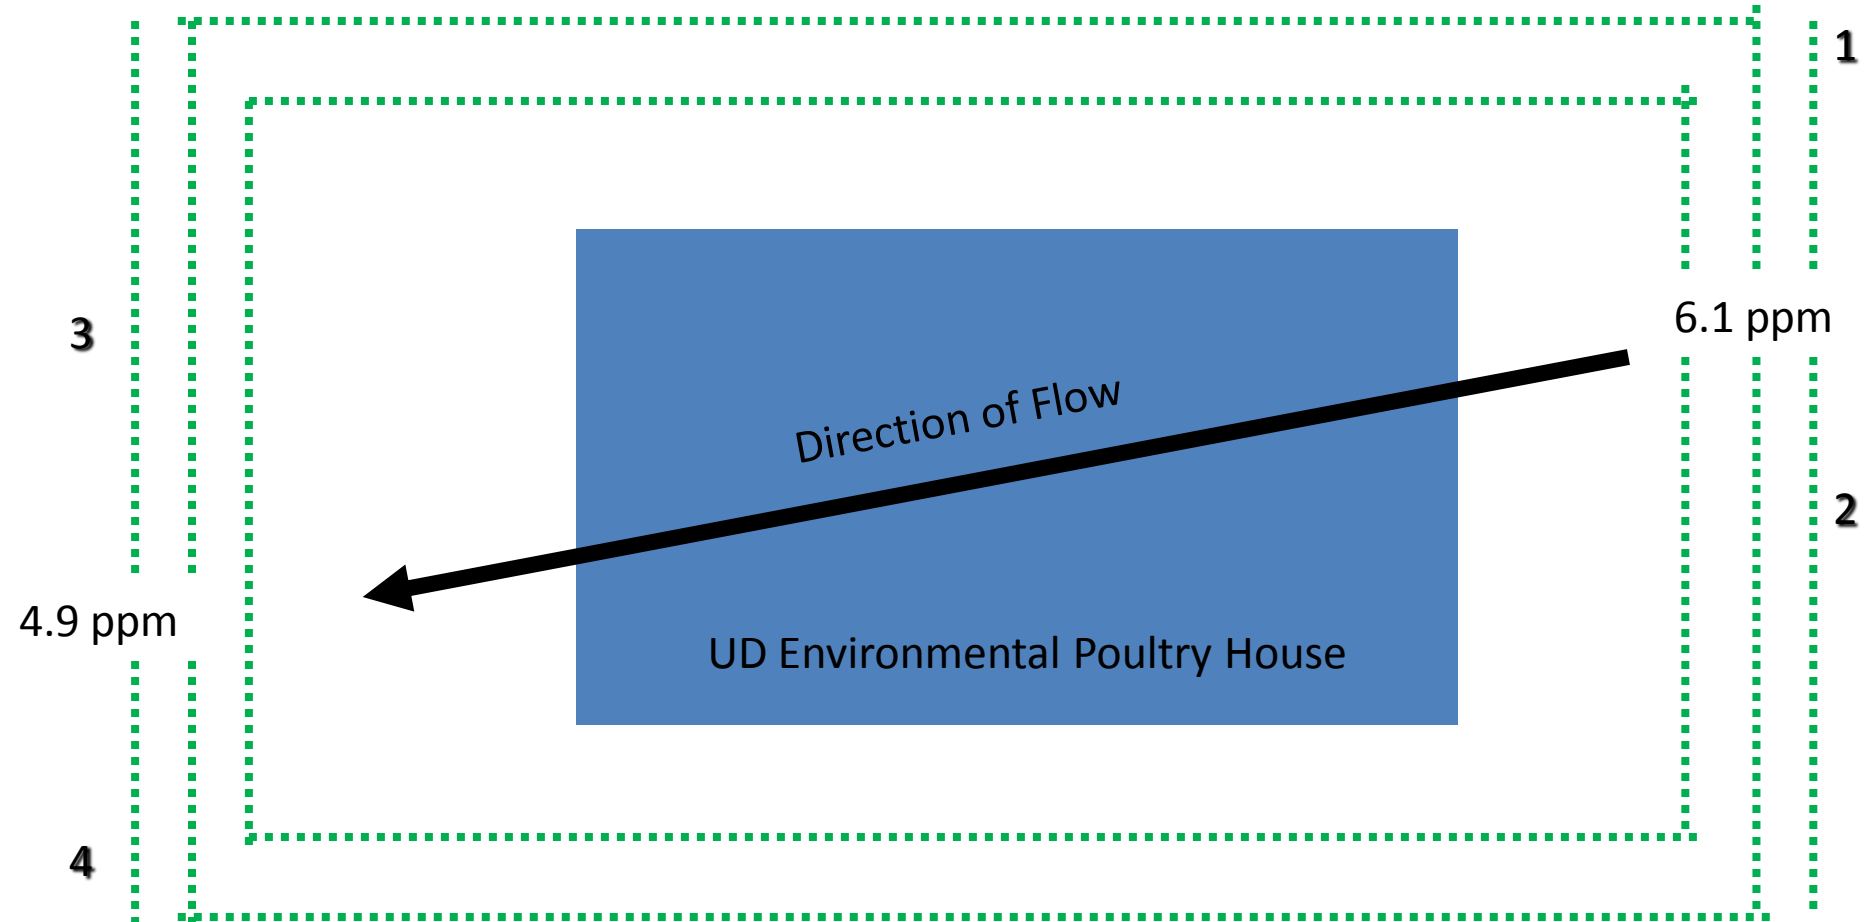 1
3
6.1 ppm
Direction of Flow
2
4.9 ppm
UD Environmental Poultry House
4